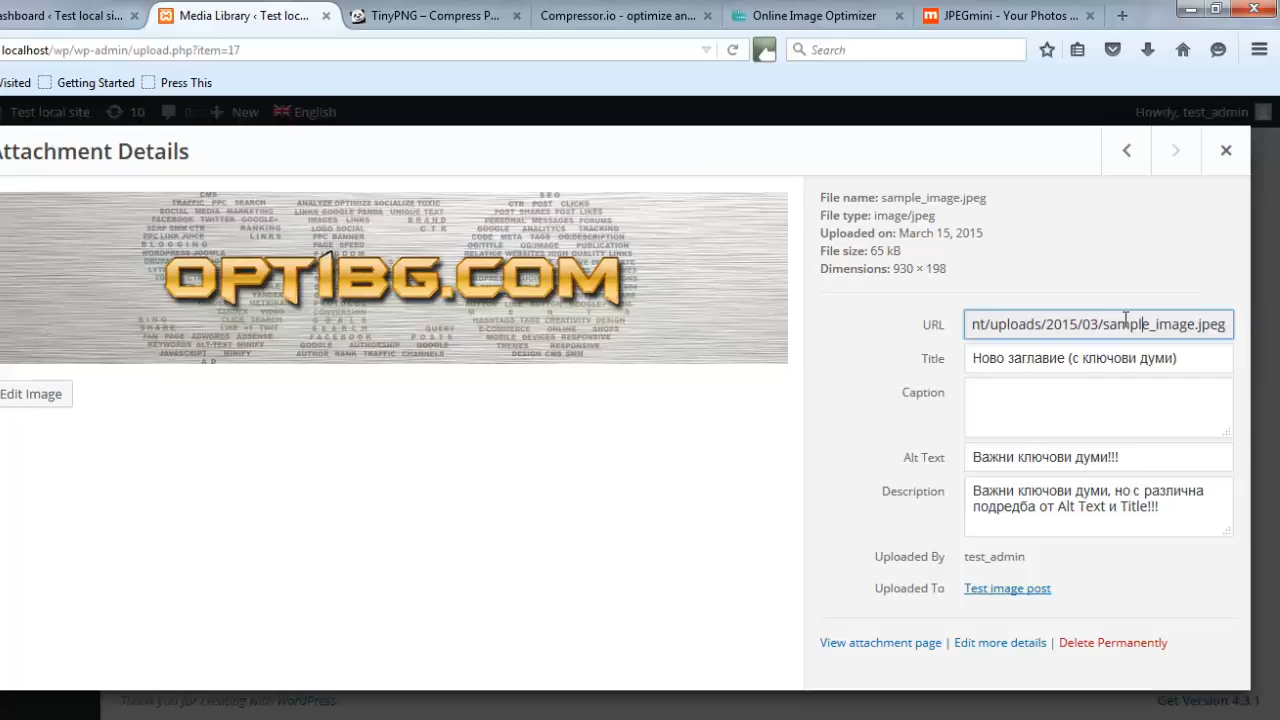 Dashboard ‹ Test local si...
Media Library ‹ Test loc...
TinyPNG – Compress P...
Compressor.io - optimize an...
Online Image Optimizer
JPEGmini - Your Photos ...
localhost/wp/wp-admin/upload.php?item=17
Search
Visited
Getting Started
Press This
Test local site
10
0
New
English
Howdy, test_admin
Attachment Details
OPT1BG.COM
Edit Image
File name: sample_image.jpeg
File type: image/jpeg
Uploaded on: March 15, 2015
File size: 65 kB
Dimensions: 930 × 198
URL
nt/uploads/2015/03/sample_image.jpeg
Title
Ново заглавие (с ключови думи)
Caption
Alt Text
Важни ключови думи!!!
Description
Важни ключови думи, но с различна
подредба от Alt Text и Title!!!
Uploaded By
test_admin
Uploaded To
Test image post
View attachment page | Edit more details | Delete Permanently
Thank you for creating with WordPress.
Get Version 4.3.1